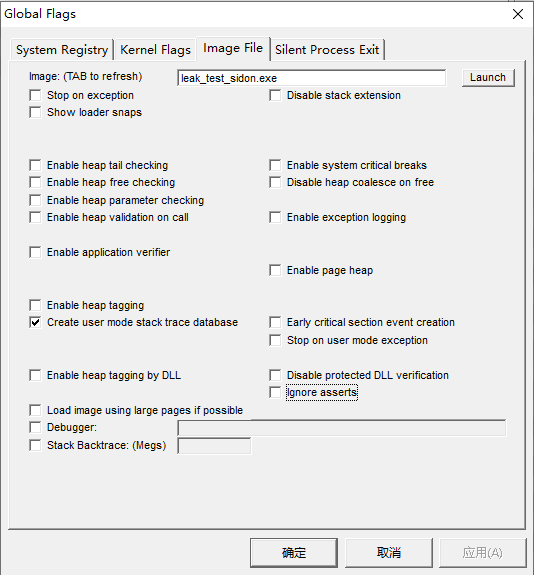 Global Flags
System Registry Kernel Flags Image File Silent Process Exit
Image: (TAB to refresh) leak_test_sidon.exe Launch
Stop on exception Disable stack extension
Show loader snaps
Enable heap tail checking Enable system critical breaks
Enable heap free checking Disable heap coalesce on free
Enable heap parameter checking
Enable heap validation on call Enable exception logging
Enable application verifier
Enable page heap
Enable heap tagging
Create user mode stack trace database Early critical section event creation
Stop on user mode exception
Enable heap tagging by DLL Disable protected DLL verification
Ignore asserts
Load image using large pages if possible
Debugger:
Stack Backtrace: (Megs)
确定 取消 应用(A)